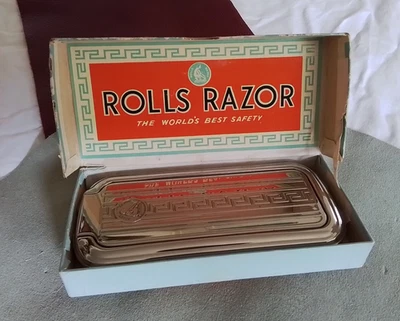 ROLLS RAZOR
THE WORLD'S BEST SAFETY